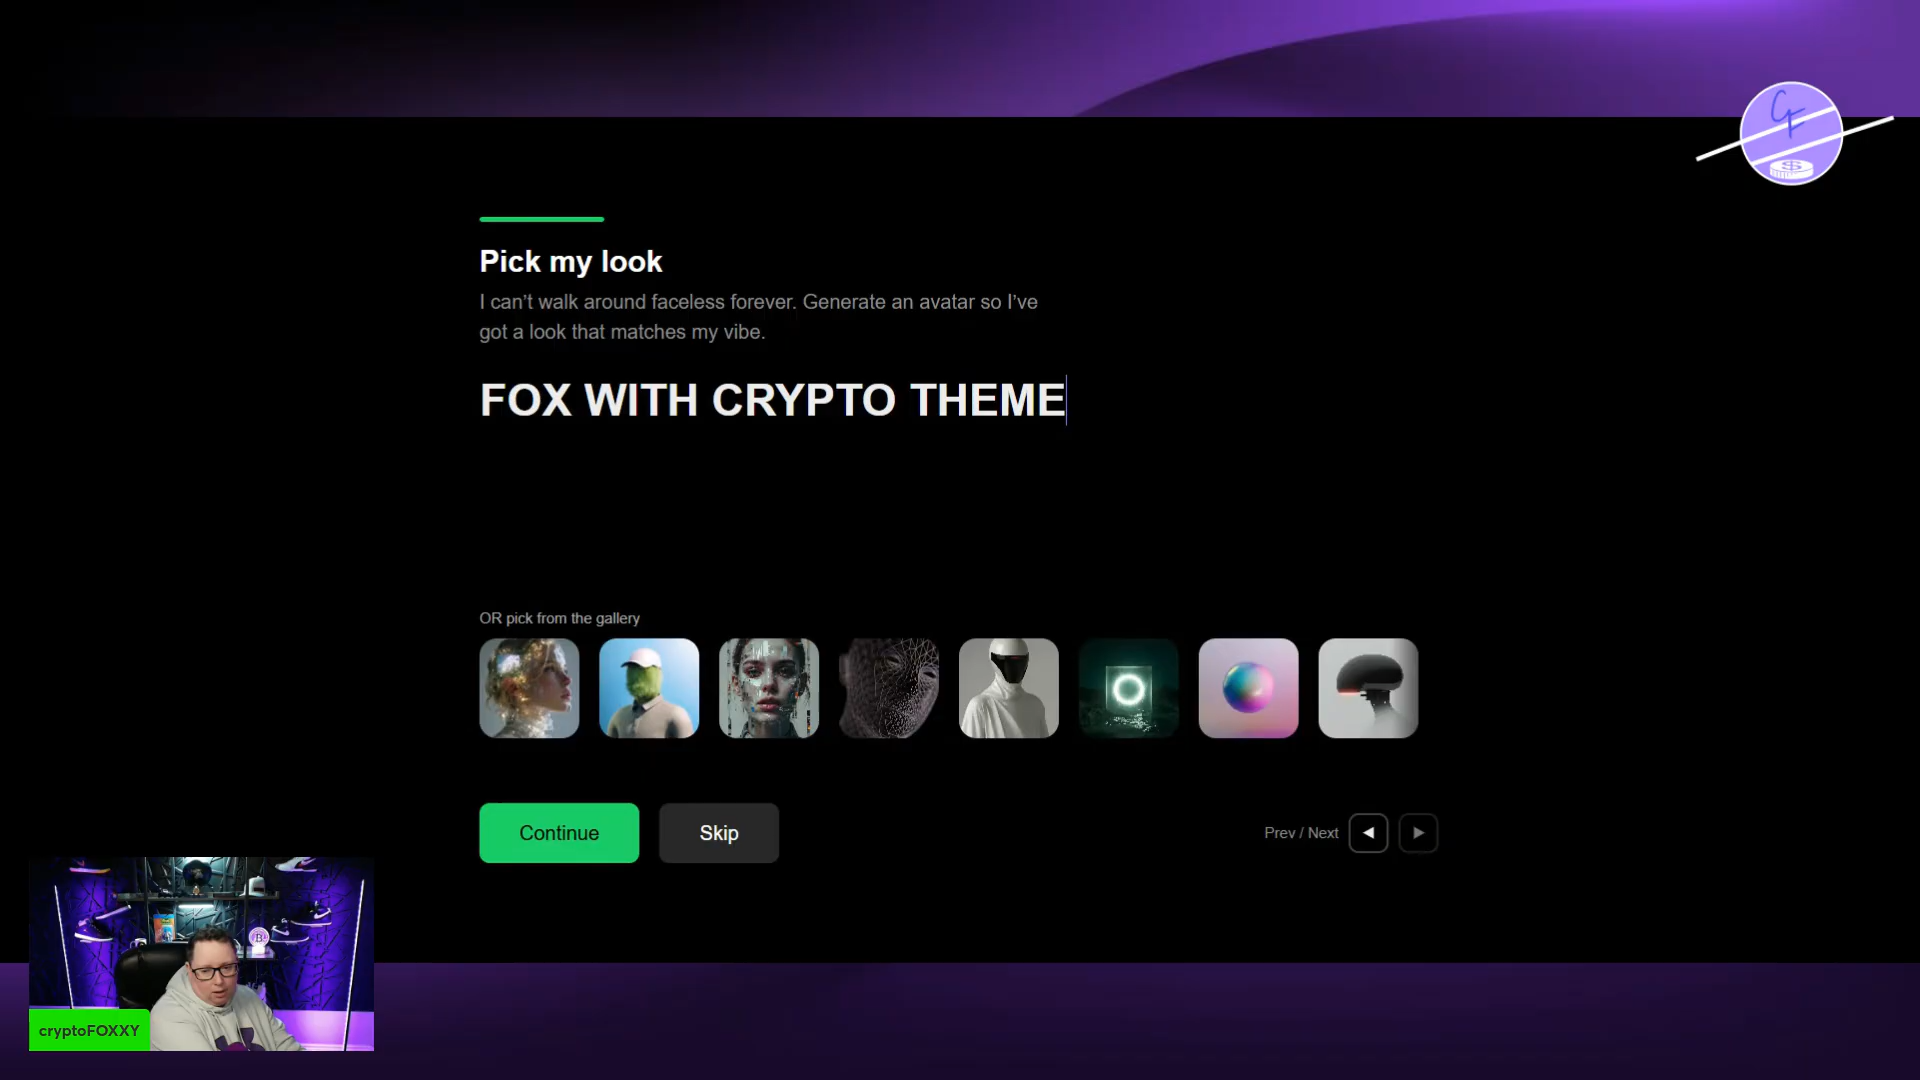 CF
$
Pick my look
I can't walk around faceless forever. Generate an avatar so I've
got a look that matches my vibe.
FOX WITH CRYPTO THEME
OR pick from the gallery
Continue
Skip
Prev / Next
cryptoFOXXY